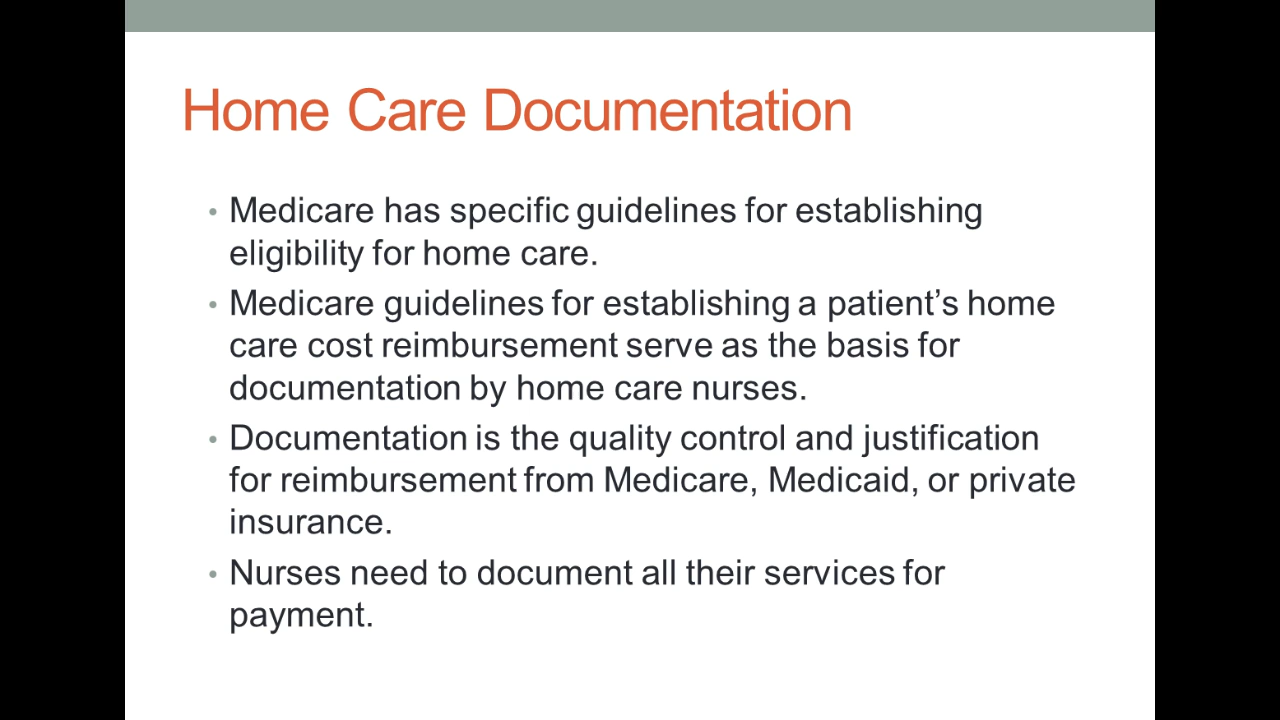 Home Care Documentation
• Medicare has specific guidelines for establishing
eligibility for home care.
• Medicare guidelines for establishing a patient’s home
care cost reimbursement serve as the basis for
documentation by home care nurses.
• Documentation is the quality control and justification
for reimbursement from Medicare, Medicaid, or private
insurance.
• Nurses need to document all their services for
payment.